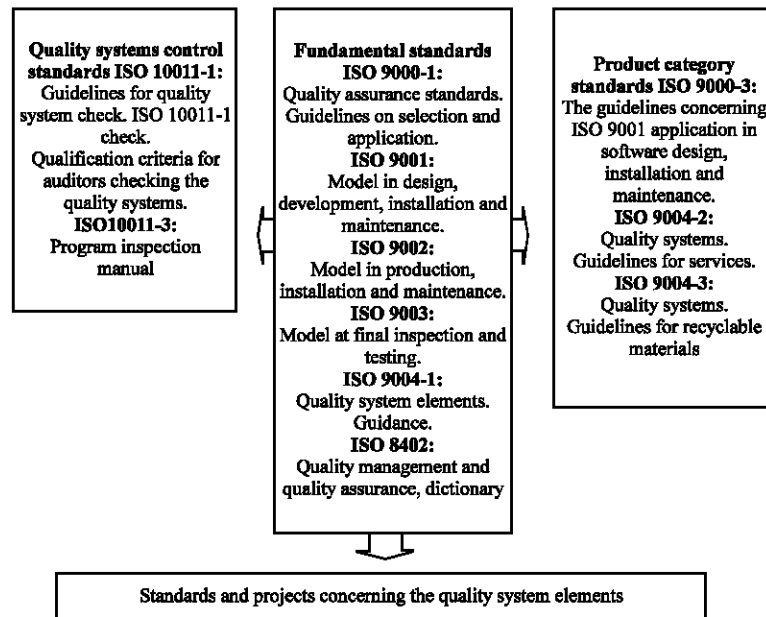 Quality systems control
standards ISO 10011-1:
Guidelines for quality
system check. ISO 10011-1
check.
Qualification criteria for
auditors checking the
quality systems.
ISO10011-3:
Program inspection
manual
Fundamental standards
ISO 9000-1:
Quality assurance standards.
Guidelines on selection and
application.
ISO 9001:
Model in design,
development, installation and
maintenance.
ISO 9002:
Model in production,
installation and maintenance.
ISO 9003:
Model at final inspection and
testing.
ISO 9004-1:
Quality system elements.
Guidance.
ISO 8402:
Quality management and
quality assurance, dictionary
Product category
standards ISO 9000-3:
The guidelines concerning
ISO 9001 application in
software design,
installation and
maintenance.
ISO 9004-2:
Quality systems.
Guidelines for services.
ISO 9004-3:
Quality systems.
Guidelines for recyclable
materials
Standards and projects concerning the quality system elements